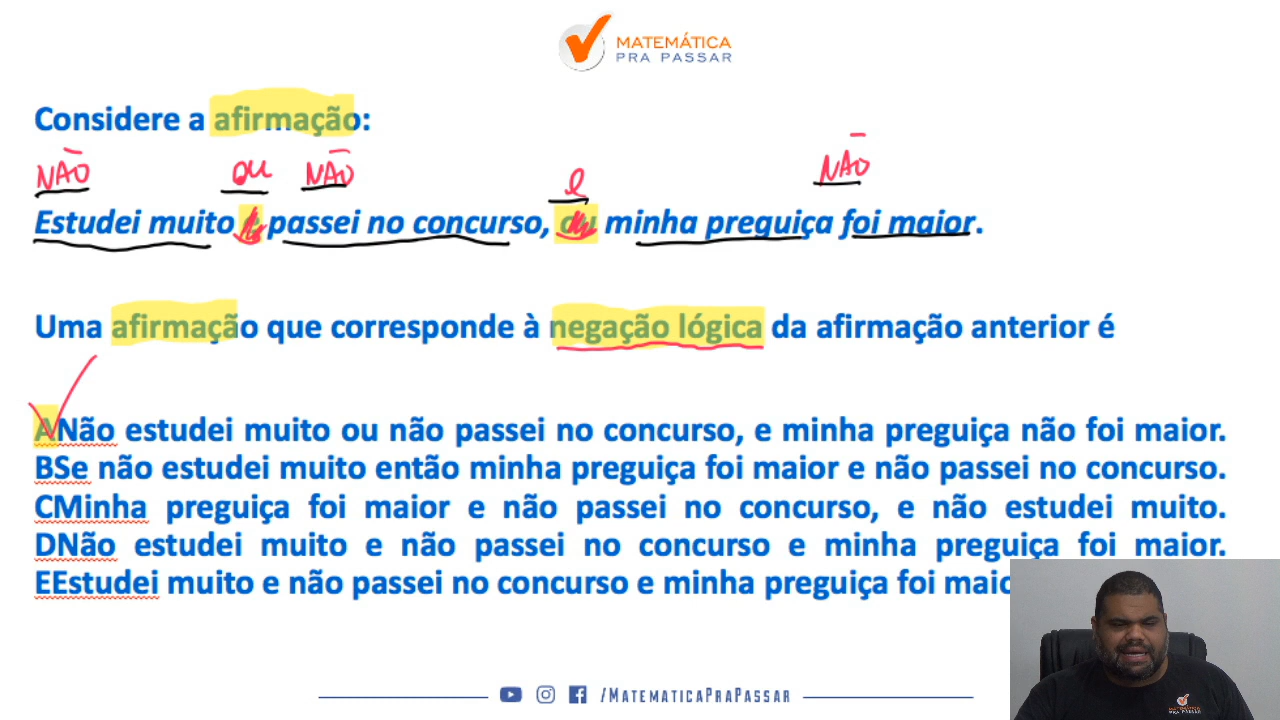 MATEMÁTICA
PRA PASSAR
Considere a afirmação:
NÃO OU NÃO e NÃO
Estudei muito e passei no concurso, ou minha preguiça foi maior.
Uma afirmação que corresponde à negação lógica da afirmação anterior é
ANão estudei muito ou não passei no concurso, e minha preguiça não foi maior.
BSe não estudei muito então minha preguiça foi maior e não passei no concurso.
CMinha preguiça foi maior e não passei no concurso, e não estudei muito.
DNão estudei muito e não passei no concurso e minha preguiça foi maior.
EEstudei muito e não passei no concurso e minha preguiça foi
MATEMÁTICA
PRA PASSAR
/MATEMATICAPRAPASSAR